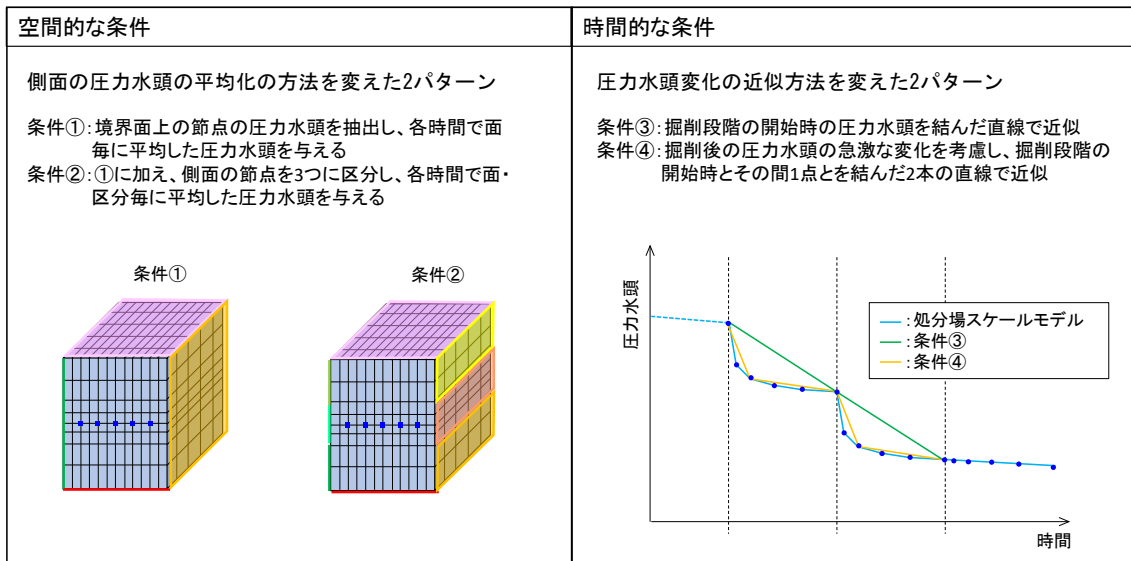 空間的な条件
側面の圧力水頭の平均化の方法を変えた2パターン
条件①：境界面上の節点の圧力水頭を抽出し、各時間で面
毎に平均した圧力水頭を与える
条件②：①に加え、側面の節点を3つに区分し、各時間で面・
区分毎に平均した圧力水頭を与える
条件①
条件②
時間的な条件
圧力水頭変化の近似方法を変えた2パターン
条件③：掘削段階の開始時の圧力水頭を結んだ直線で近似
条件④：掘削後の圧力水頭の急激な変化を考慮し、掘削段階の
開始時とその間1点とを結んだ2本の直線で近似
圧力水頭
：処分場スケールモデル
：条件③
：条件④
時間